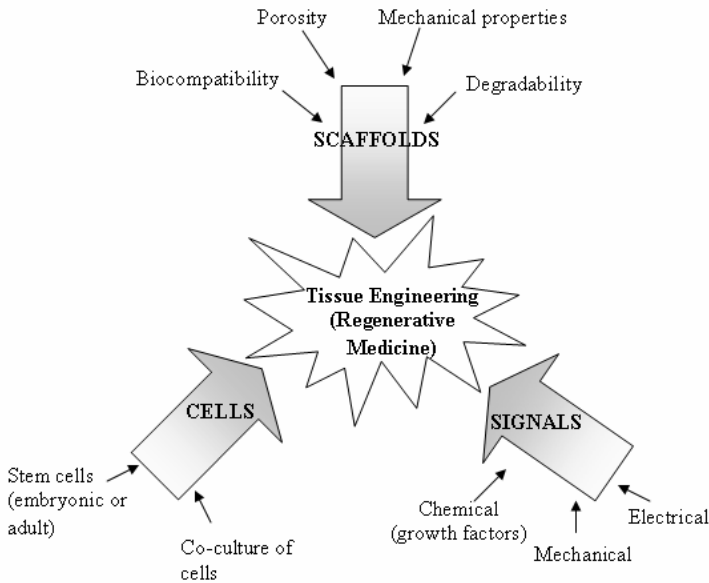 Porosity
Mechanical properties
Biocompatibility
Degradability
SCAFFOLDS
Tissue Engineering
(Regenerative
Medicine)
CELLS
SIGNALS
Stem cells
(embryonic or
adult)
Co-culture of
cells
Chemical
(growth factors)
Mechanical
Electrical